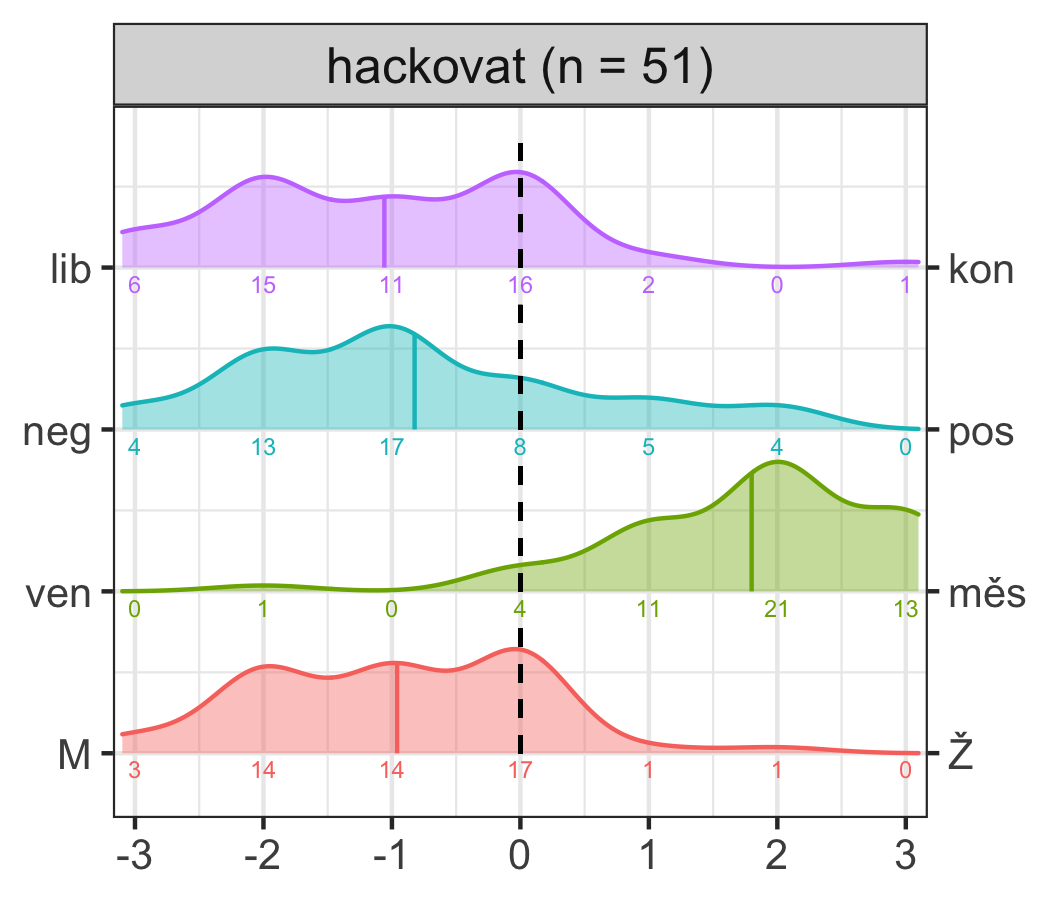 hackovat (n = 51)
lib kon
6 15 11 16 2 0 1
neg pos
4 13 17 8 5 4 0
ven měs
0 1 0 4 11 21 13
M Ž
3 14 14 17 1 1 0
-3 -2 -1 0 1 2 3